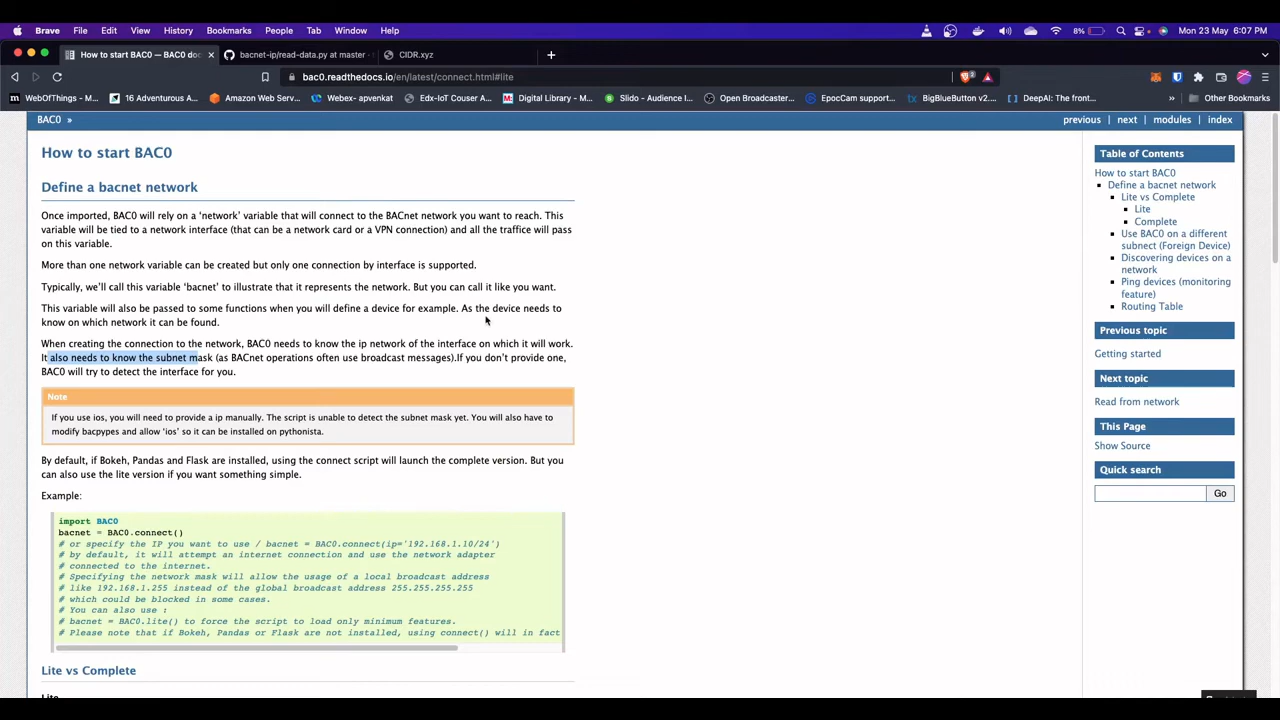 Brave File Edit View History Bookmarks People Tab Window Help 8% Mon 23 May 6:07 PM
How to start BAC0 — BAC0 do bacnet-ip/read-data.py at master · CIDR.xyz
bac0.readthedocs.io/en/latest/connect.html#lite 2
WebOfThings - M... 16 Adventurous A... Amazon Web Serv... Webex- apvenkat Edx-IoT Couser A... Digital Library - M... Slido - Audience I... Open Broadcaster... EpocCam support... BigBlueButton v2.... DeepAI: The front... » Other Bookmarks
BAC0 » previous | next | modules | index
How to start BAC0
Define a bacnet network
Once imported, BAC0 will rely on a ‘network’ variable that will connect to the BACnet network you want to reach. This
variable will be tied to a network interface (that can be a network card or a VPN connection) and all the traffice will pass
on this variable.
More than one network variable can be created but only one connection by interface is supported.
Typically, we’ll call this variable ‘bacnet’ to illustrate that it represents the network. But you can call it like you want.
This variable will also be passed to some functions when you will define a device for example. As the device needs to
know on which network it can be found.
When creating the connection to the network, BAC0 needs to know the ip network of the interface on which it will work.
It also needs to know the subnet mask (as BACnet operations often use broadcast messages).If you don’t provide one,
BAC0 will try to detect the interface for you.
Note
If you use ios, you will need to provide a ip manually. The script is unable to detect the subnet mask yet. You will also have to
modify bacpypes and allow ‘ios’ so it can be installed on pythonista.
By default, if Bokeh, Pandas and Flask are installed, using the connect script will launch the complete version. But you
can also use the lite version if you want something simple.
Example:
import BAC0
bacnet = BAC0.connect()
# or specify the IP you want to use / bacnet = BAC0.connect(ip='192.168.1.10/24')
# by default, it will attempt an internet connection and use the network adapter
# connected to the internet.
# Specifying the network mask will allow the usage of a local broadcast address
# like 192.168.1.255 instead of the global broadcast address 255.255.255.255
# which could be blocked in some cases.
# You can also use :
# bacnet = BAC0.lite() to force the script to load only minimum features.
# Please note that if Bokeh, Pandas or Flask are not installed, using connect() will in fact
Lite vs Complete
Lite
Table of Contents
How to start BAC0
Define a bacnet network
Lite vs Complete
Lite
Complete
Use BAC0 on a different
subnect (Foreign Device)
Discovering devices on a
network
Ping devices (monitoring
feature)
Routing Table
Previous topic
Getting started
Next topic
Read from network
This Page
Show Source
Quick search
Go